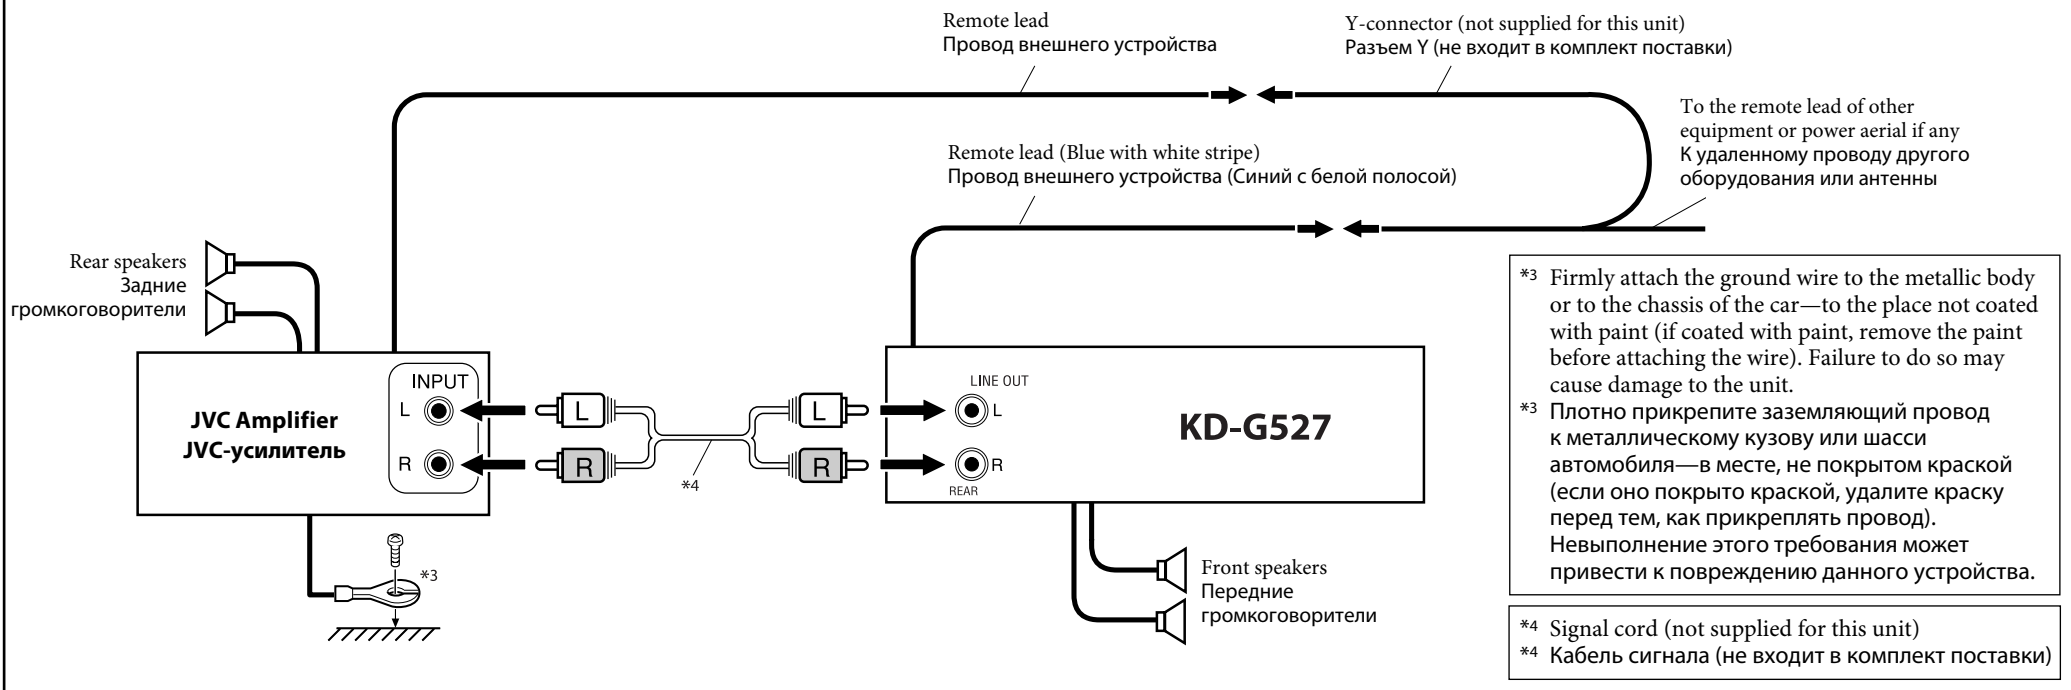 Remote lead
Провод внешнего устройства
Y-connector (not supplied for this unit)
Разъем Y (не входит в комплект поставки)
To the remote lead of other
equipment or power aerial if any
К удаленному проводу другого
оборудования или антенны
Remote lead (Blue with white stripe)
Провод внешнего устройства (Синий с белой полосой)
Rear speakers
Задние
громкоговорители
JVC Amplifier
JVC-усилитель
INPUT
L
R
L
R
*4
L
R
LINE OUT
L
R
REAR
KD-G527
*3
Front speakers
Передние
громкоговорители
*3 Firmly attach the ground wire to the metallic body
or to the chassis of the car—to the place not coated
with paint (if coated with paint, remove the paint
before attaching the wire). Failure to do so may
cause damage to the unit.
*3 Плотно прикрепите заземляющий провод
к металлическому кузову или шасси
автомобиля—в месте, не покрытом краской
(если оно покрыто краской, удалите краску
перед тем, как прикреплять провод).
Невыполнение этого требования может
привести к повреждению данного устройства.
*4 Signal cord (not supplied for this unit)
*4 Кабель сигнала (не входит в комплект поставки)